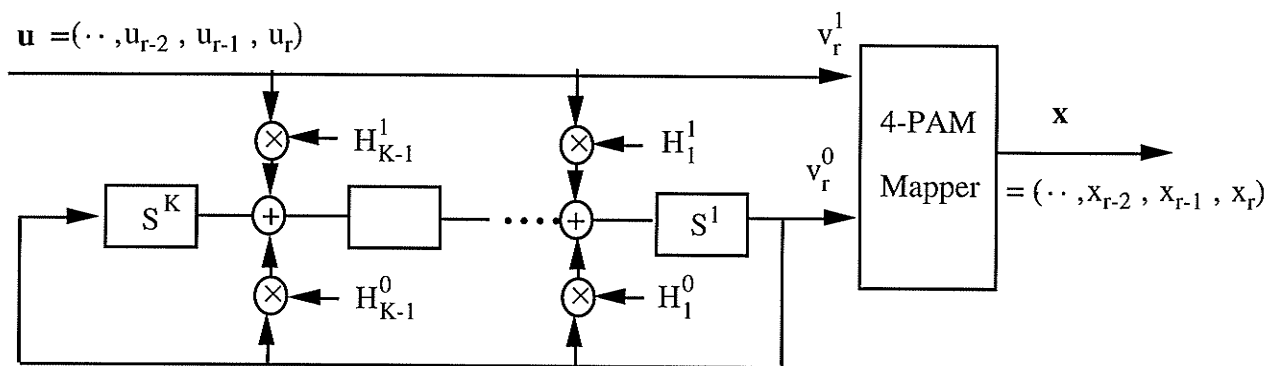 u =(··,u_{r-2} , u_{r-1} , u_r)
v_r^1
× H_{K-1}^1
× H_1^1
4-PAM
Mapper
x
= (··,x_{r-2} , x_{r-1} , x_r)
v_r^0
S^K
+
····
+
S^1
× H_{K-1}^0
× H_1^0